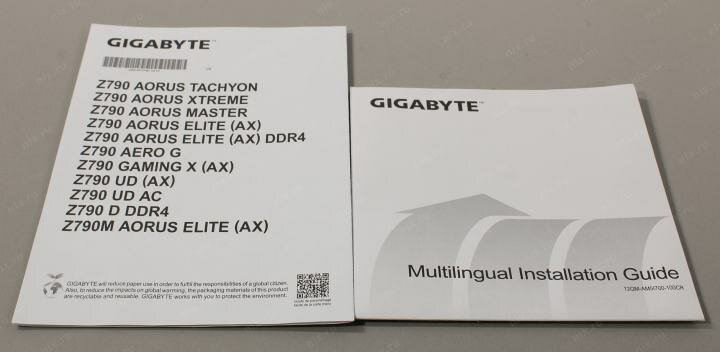 GIGABYTE™
Z790 AORUS TACHYON
Z790 AORUS XTREME
Z790 AORUS MASTER
Z790 AORUS ELITE (AX)
Z790 AORUS ELITE (AX) DDR4
Z790 AERO G
Z790 GAMING X (AX)
Z790 UD (AX)
Z790 UD AC
Z790 D DDR4
Z790M AORUS ELITE (AX)
GIGABYTE will reduce paper use in order to fulfill the responsibilities of a global citizen.
Also, to reduce the impacts on global warming, the packaging materials of this product
are recyclable and reusable. GIGABYTE works with you to protect the environment.
GIGABYTE™
Multilingual Installation Guide